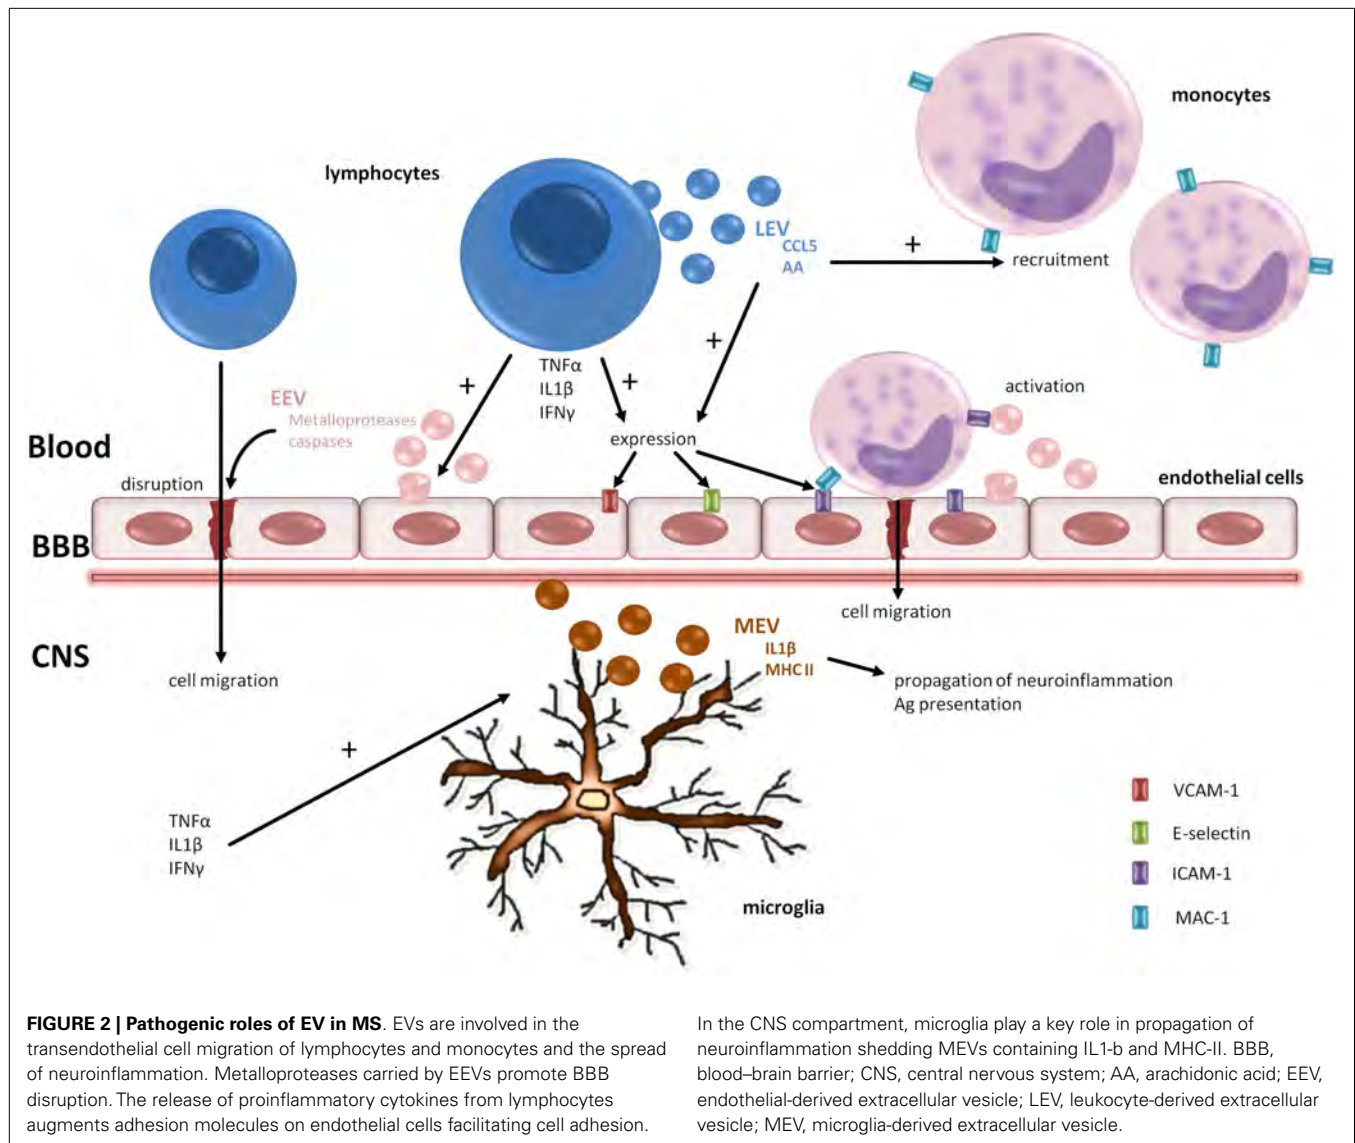 monocytes
lymphocytes
LEV
CCL5
AA
+
recruitment
+
+
TNFα
IL1β
IFNγ
+
activation
EEV
Metalloproteases
caspases
expression
Blood
disruption
endothelial cells
BBB
cell migration
CNS
MEV
IL1β
MHC II
cell migration
propagation of neuroinflammation
Ag presentation
+
TNFα
IL1β
IFNγ
microglia
VCAM-1
E-selectin
ICAM-1
MAC-1
FIGURE 2 | Pathogenic roles of EV in MS. EVs are involved in the
transendothelial cell migration of lymphocytes and monocytes and the spread
of neuroinflammation. Metalloproteases carried by EEVs promote BBB
disruption. The release of proinflammatory cytokines from lymphocytes
augments adhesion molecules on endothelial cells facilitating cell adhesion.
In the CNS compartment, microglia play a key role in propagation of
neuroinflammation shedding MEVs containing IL1-b and MHC-II. BBB,
blood–brain barrier; CNS, central nervous system; AA, arachidonic acid; EEV,
endothelial-derived extracellular vesicle; LEV, leukocyte-derived extracellular
vesicle; MEV, microglia-derived extracellular vesicle.